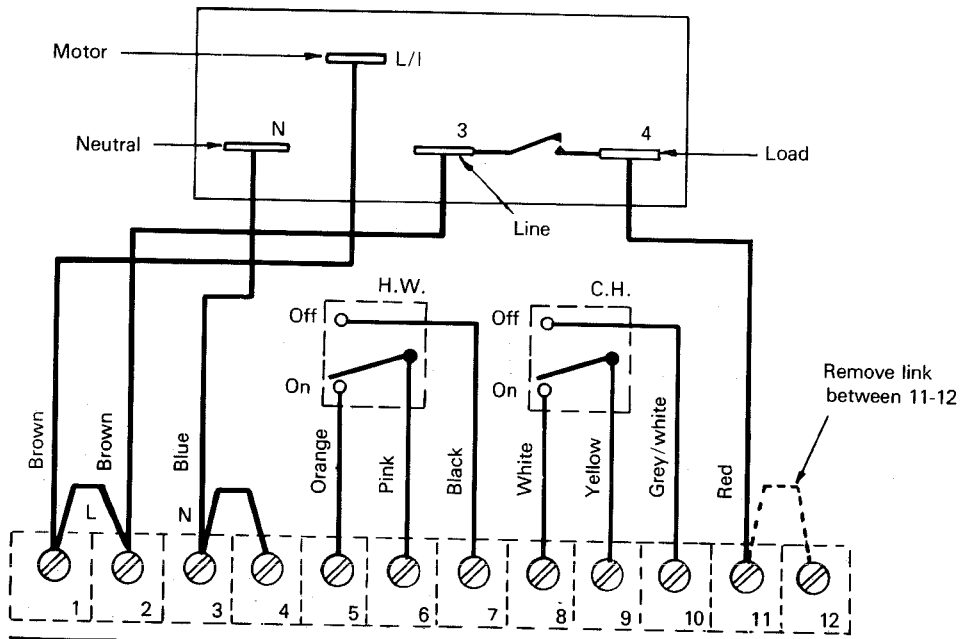 Motor
L/I
Neutral
N
3
4
Load
Line
H.W.
C.H.
Off
Off
On
On
Remove link
between 11-12
Brown
Brown
Blue
Orange
Pink
Black
White
Yellow
Grey/white
Red
L
N
1
2
3
4
5
6
7
8
9
10
11
12